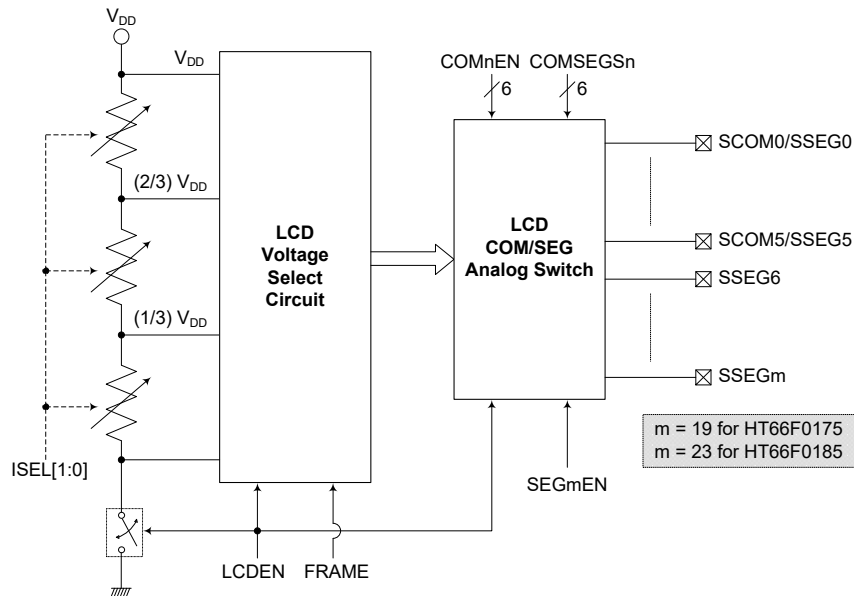 VDD
VDD
(2/3) VDD
(1/3) VDD
ISEL[1:0]
LCD
Voltage
Select
Circuit
LCDEN
FRAME
COMnEN
COMSEGSn
6
6
LCD
COM/SEG
Analog Switch
SEGmEN
SCOM0/SSEG0
SCOM5/SSEG5
SSEG6
SSEGm
m = 19 for HT66F0175
m = 23 for HT66F0185